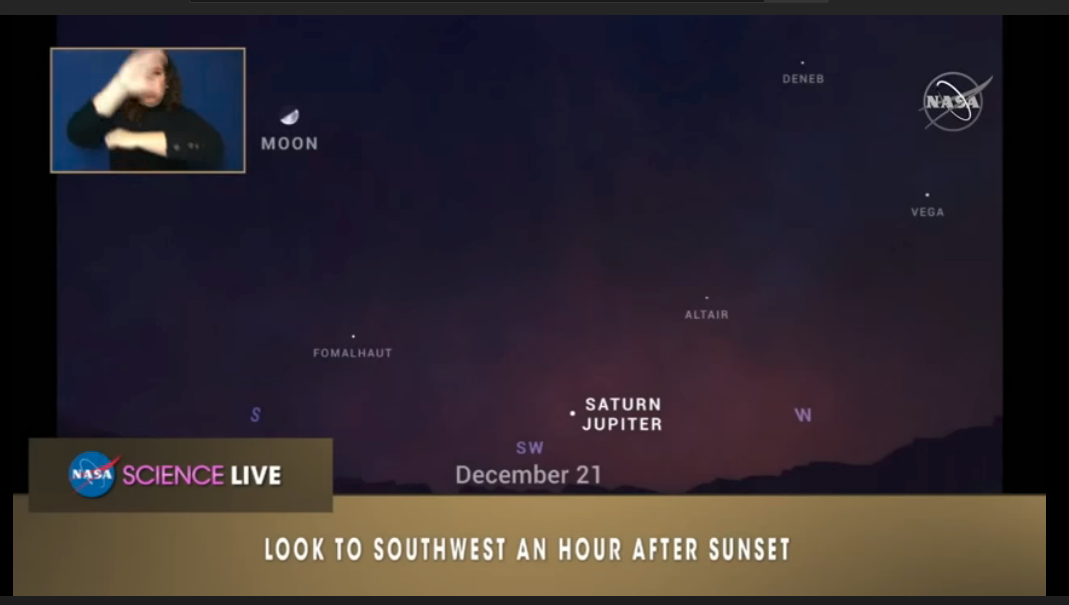 DENEB
NASA
MOON
VEGA
ALTAIR
FOMALHAUT
SATURN
JUPITER
S
W
SW
December 21
NASA SCIENCE LIVE
LOOK TO SOUTHWEST AN HOUR AFTER SUNSET